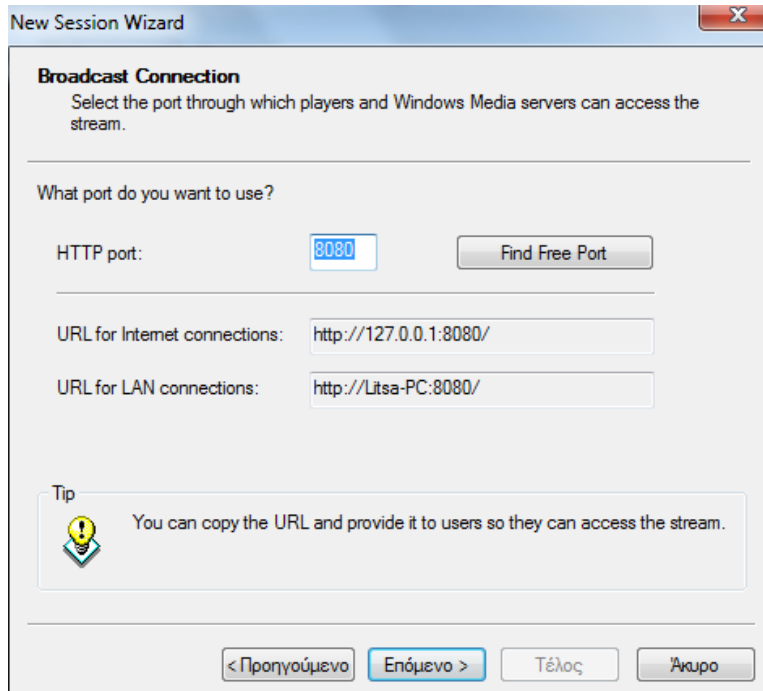 New Session Wizard
Broadcast Connection
Select the port through which players and Windows Media servers can access the
stream.
What port do you want to use?
HTTP port: 8080 Find Free Port
URL for Internet connections: http://127.0.0.1:8080/
URL for LAN connections: http://Litsa-PC:8080/
Tip
You can copy the URL and provide it to users so they can access the stream.
< Προηγούμενο Επόμενο > Τέλος Άκυρο